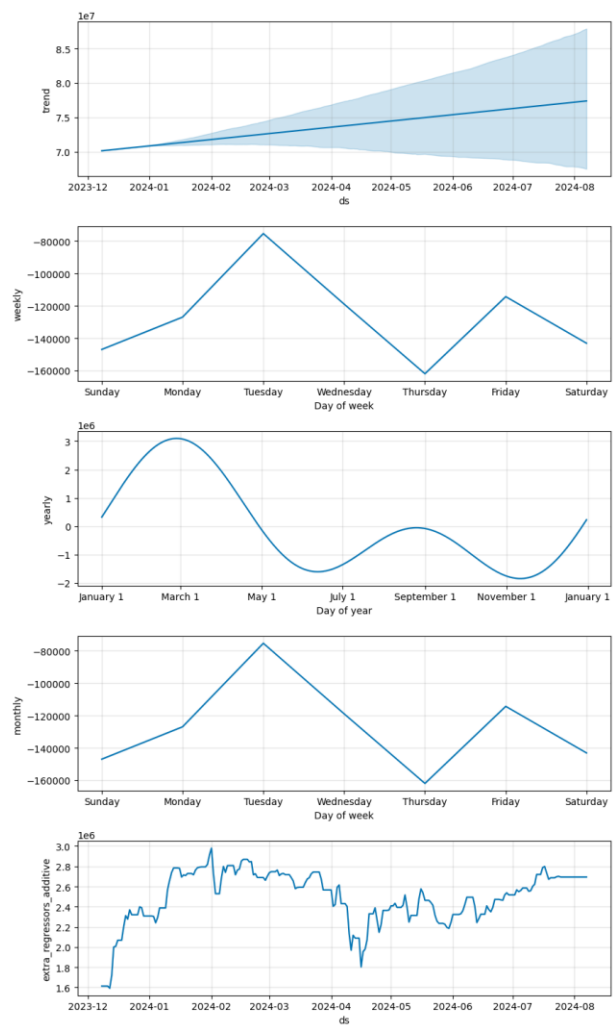 1e7
8.5
8.0
7.5
7.0
trend
2023-12 2024-01 2024-02 2024-03 2024-04 2024-05 2024-06 2024-07 2024-08
ds
−80000
−100000
−120000
−140000
−160000
weekly
Sunday Monday Tuesday Wednesday Thursday Friday Saturday
Day of week
1e6
3
2
1
0
−1
−2
yearly
January 1 March 1 May 1 July 1 September 1 November 1 January 1
Day of year
−80000
−100000
−120000
−140000
−160000
monthly
Sunday Monday Tuesday Wednesday Thursday Friday Saturday
Day of week
1e6
3.0
2.8
2.6
2.4
2.2
2.0
1.8
1.6
extra_regressors_additive
2023-12 2024-01 2024-02 2024-03 2024-04 2024-05 2024-06 2024-07 2024-08
ds